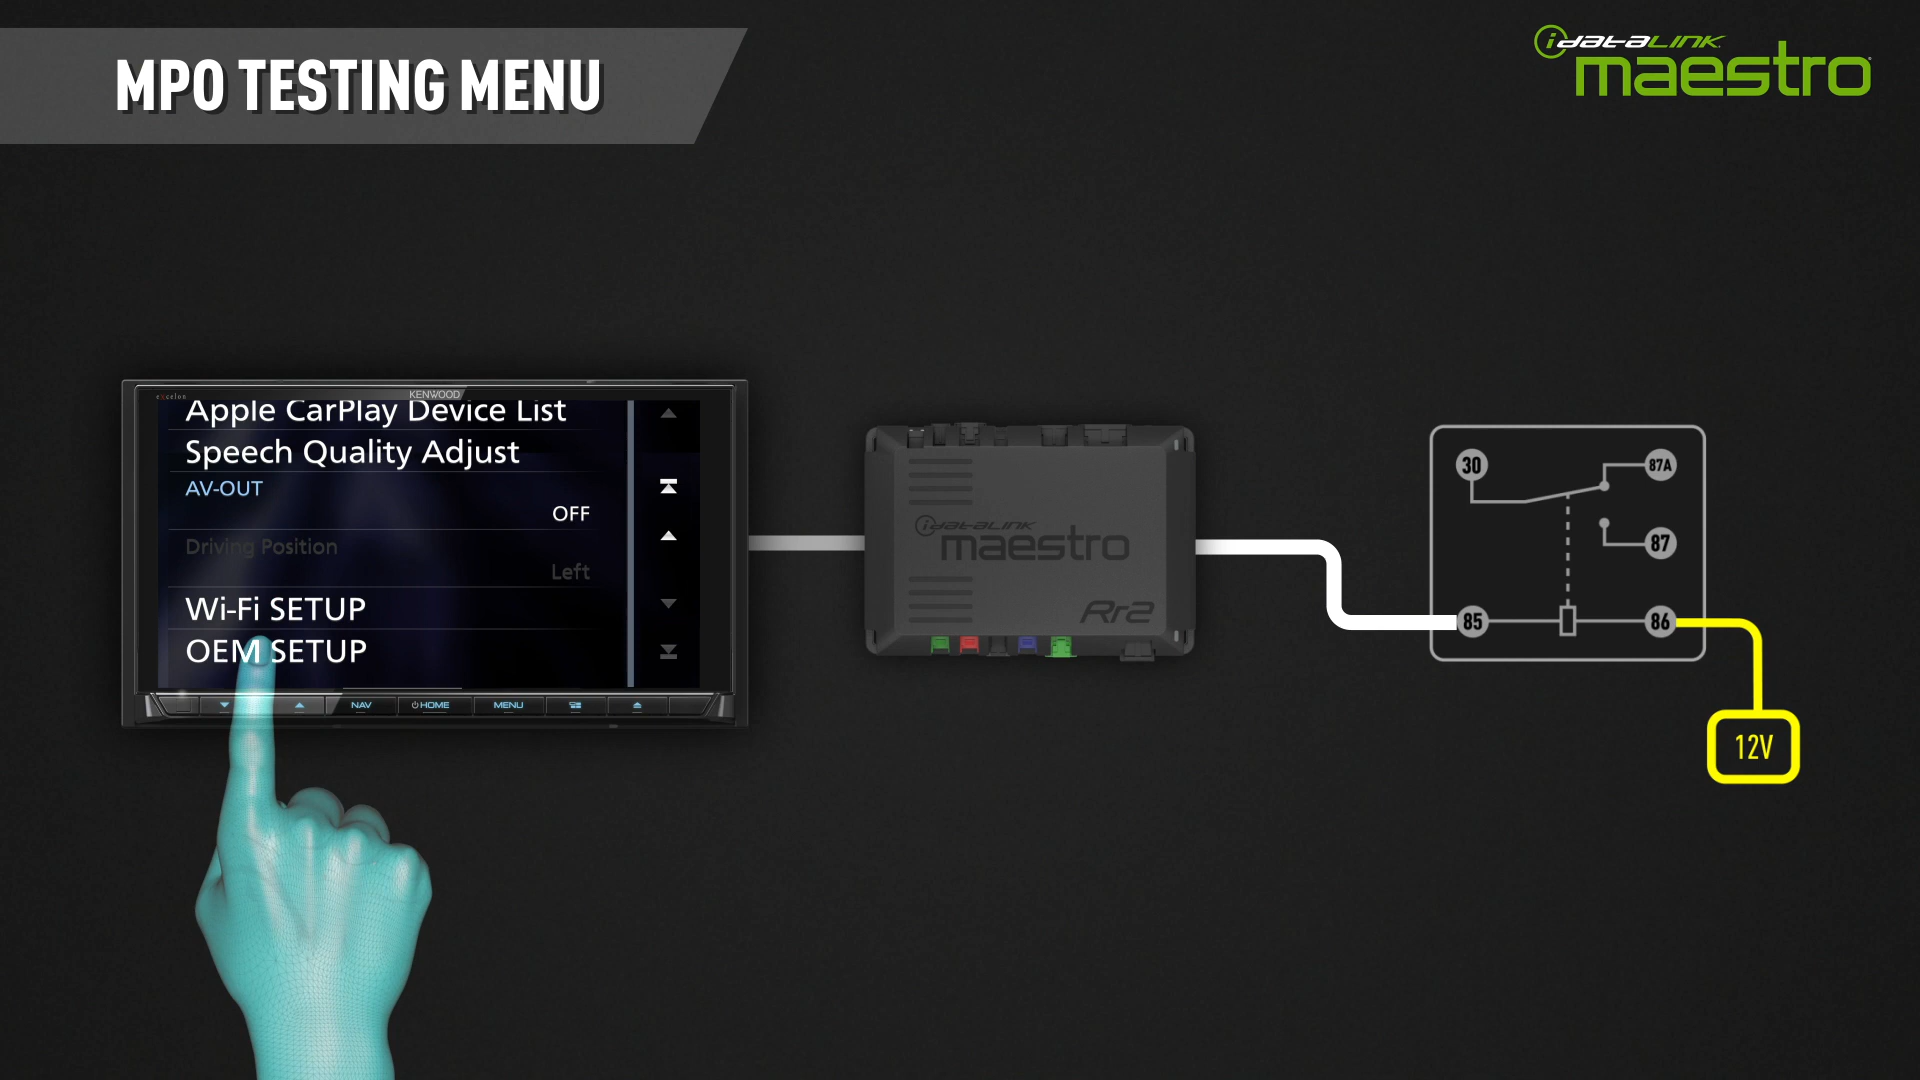 MPO TESTING MENU
iDatalink
maestro
excelon
KENWOOD
Apple CarPlay Device List
Speech Quality Adjust
AV-OUT
OFF
Driving Position
Left
Wi-Fi SETUP
OEM SETUP
NAV
HOME
MENU
iDatalink
maestro
Rr2
30
87A
87
85
86
12V